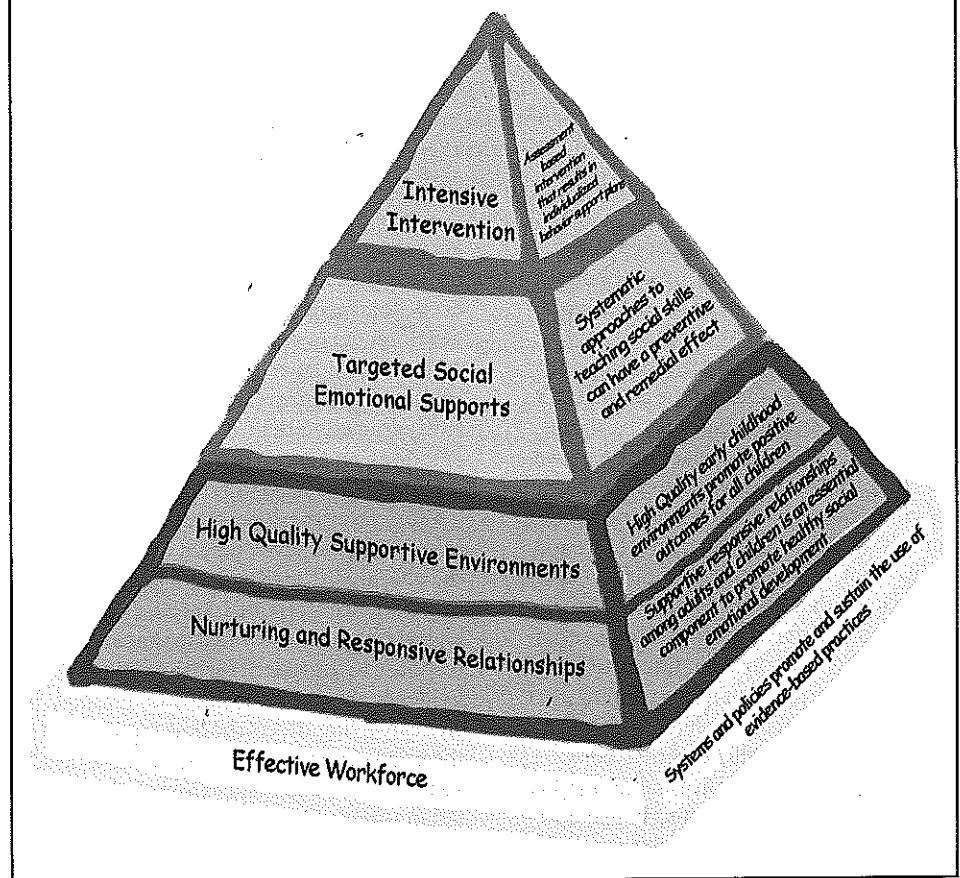 Intensive
Intervention
Assessment
based
intervention
that results in
individualized
behavior support plans
Targeted Social
Emotional Supports
Systematic
approaches to
teaching social skills
can have a preventive
and remedial effect
High Quality Supportive Environments
High Quality early childhood
environments promote positive
outcomes for all children
Nurturing and Responsive Relationships
Supportive responsive relationships
among adults and children is an essential
component to promote healthy social
emotional development
Effective Workforce
Systems and policies promote and sustain the use of
evidence-based practices